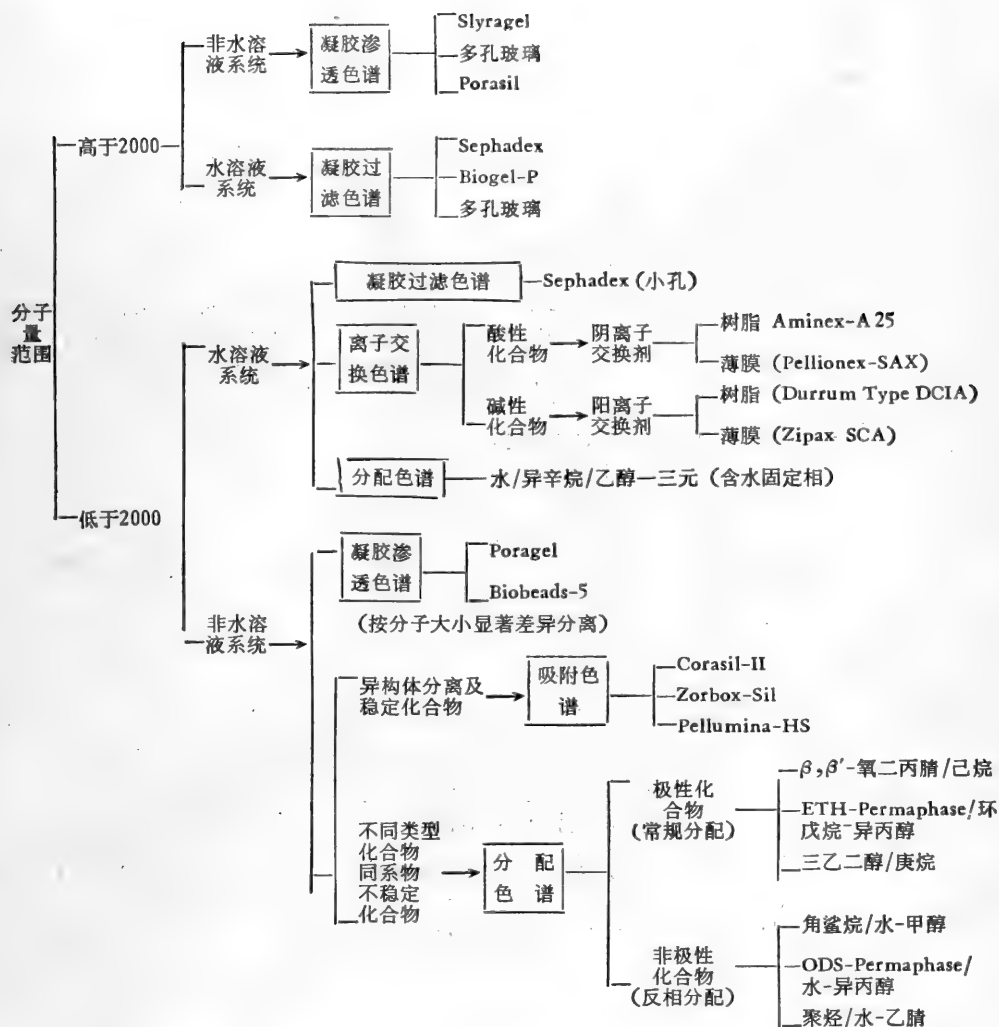 分子
量
范围
高于2000
非水溶
液系统
凝胶渗
透色谱
Slyragel
多孔玻璃
Porasil
水溶液
系统
凝胶过
滤色谱
Sephadex
Biogel-P
多孔玻璃
低于2000
水溶液
系统
凝胶过滤色谱
Sephadex (小孔)
离子交
换色谱
酸性
化合物
阴离子
交换剂
树脂 Aminex-A25
薄膜 (Pellionex-SAX)
碱性
化合物
阳离子
交换剂
树脂 (Durrum Type DCIA)
薄膜 (Zipax SCA)
分配色谱
水/异辛烷/乙醇—三元 (含水固定相)
非水溶
液系统
凝胶渗
透色谱
Poragel
Biobeads-5
(按分子大小显著差异分离)
异构体分离及
稳定化合物
吸附色
谱
Corasil-II
Zorbox-Sil
Pellumina-HS
不同类型
化合物
同系物
不稳定
化合物
分 配
色 谱
极性化
合物
(常规分配)
β,β′-氧二丙腈/己烷
ETH-Permaphase/环
戊烷-异丙醇
三乙二醇/庚烷
非极性
化合物
(反相分配)
角鲨烷/水-甲醇
ODS-Permaphase/
水-异丙醇
聚烃/水-乙腈